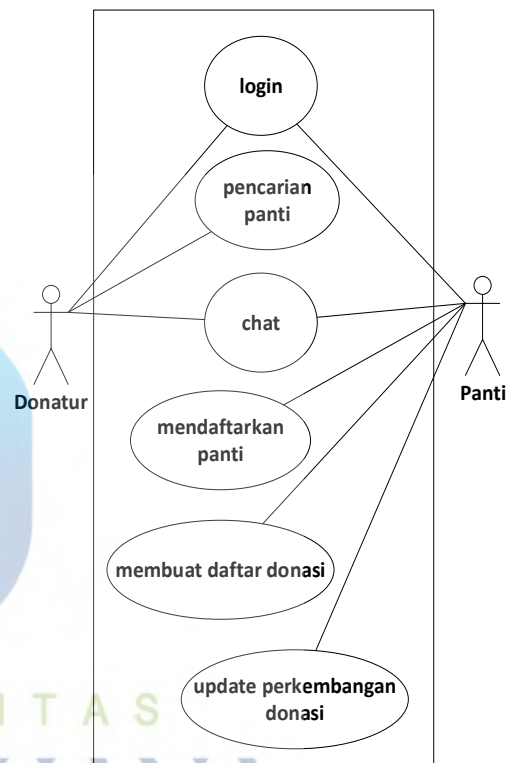 login
pencarian
panti
chat
Donatur
Panti
mendaftarkan
panti
membuat daftar donasi
update perkembangan
donasi
I T A S